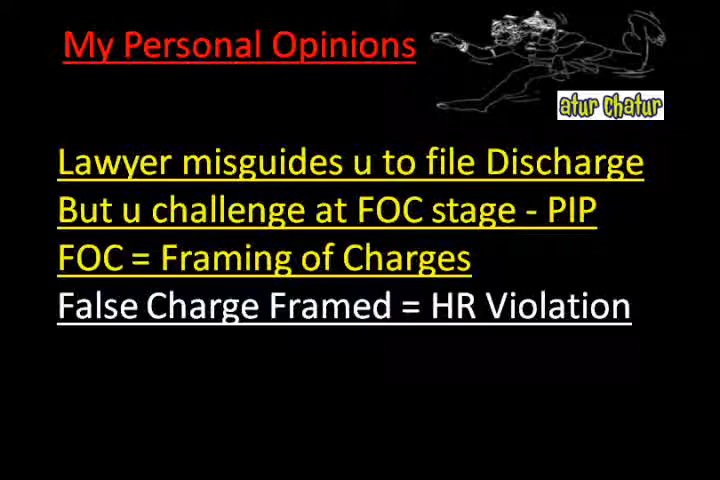 My Personal Opinions
atur chatur
Lawyer misguides u to file Discharge
But u challenge at FOC stage - PIP
FOC = Framing of Charges
False Charge Framed = HR Violation